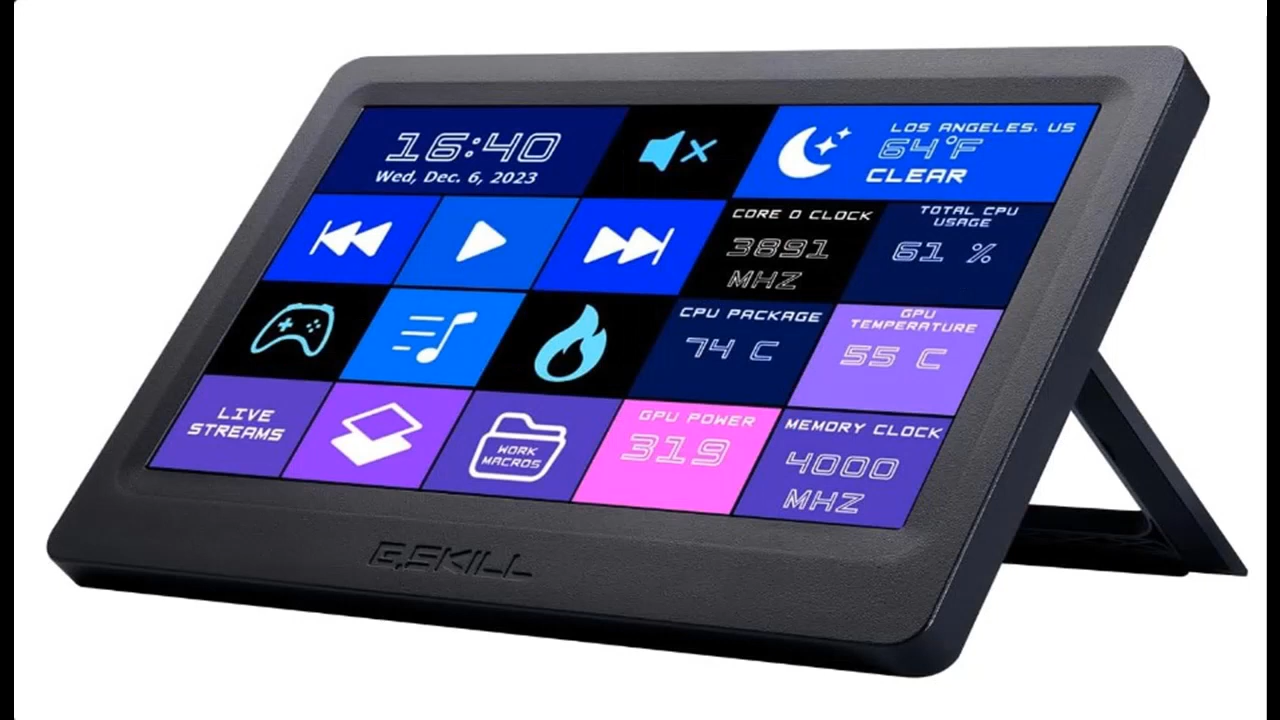 16:40
Wed, Dec. 6, 2023
LOS ANGELES, US
64°F
CLEAR
CORE 0 CLOCK
3891
MHZ
TOTAL CPU
USAGE
61 %
CPU PACKAGE
74 C
GPU
TEMPERATURE
55 C
LIVE
STREAMS
WORK
MACROS
GPU POWER
319
MEMORY CLOCK
4000
MHZ
G.SKILL